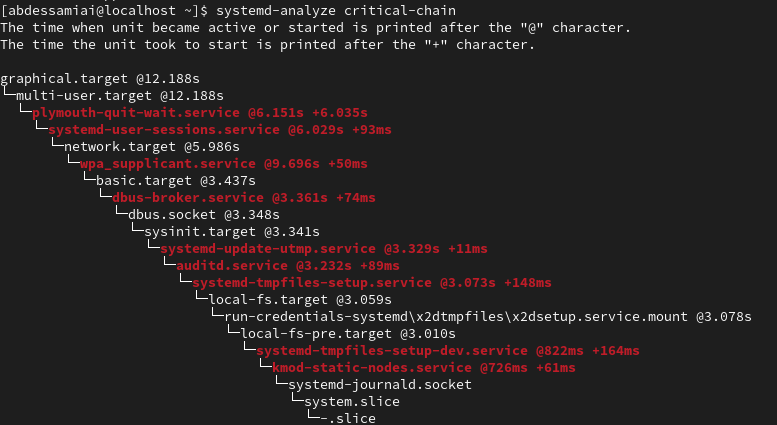 [abdessamiai@localhost ~]$ systemd-analyze critical-chain
The time when unit became active or started is printed after the "@" character.
The time the unit took to start is printed after the "+" character.

graphical.target @12.188s
└─multi-user.target @12.188s
  └─plymouth-quit-wait.service @6.151s +6.035s
    └─systemd-user-sessions.service @6.029s +93ms
      └─network.target @5.986s
        └─wpa_supplicant.service @9.696s +50ms
          └─basic.target @3.437s
            └─dbus-broker.service @3.361s +74ms
              └─dbus.socket @3.348s
                └─sysinit.target @3.341s
                  └─systemd-update-utmp.service @3.329s +11ms
                    └─auditd.service @3.232s +89ms
                      └─systemd-tmpfiles-setup.service @3.073s +148ms
                        └─local-fs.target @3.059s
                          └─run-credentials-systemd\x2dtmpfiles\x2dsetup.service.mount @3.078s
                            └─local-fs-pre.target @3.010s
                              └─systemd-tmpfiles-setup-dev.service @822ms +164ms
                                └─kmod-static-nodes.service @726ms +61ms
                                  └─systemd-journald.socket
                                    └─system.slice
                                      └─-.slice